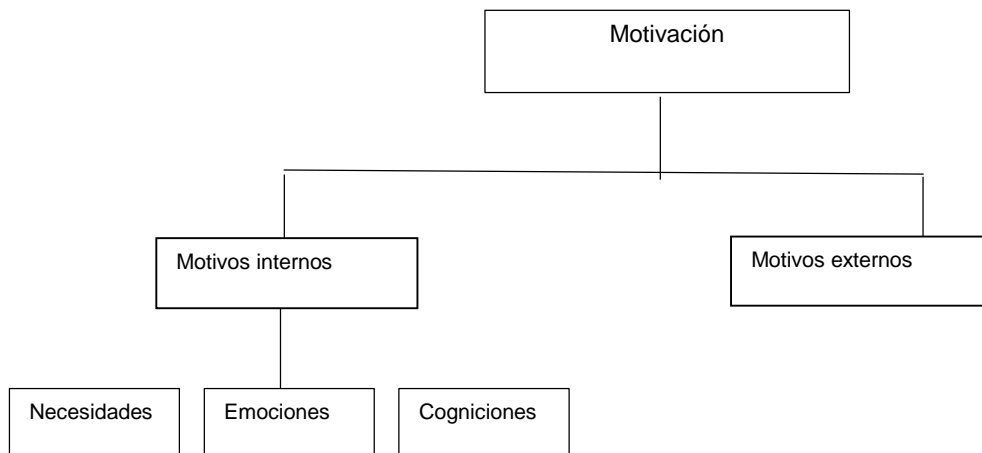 Motivación
Motivos internos
Motivos externos
Necesidades
Emociones
Cogniciones